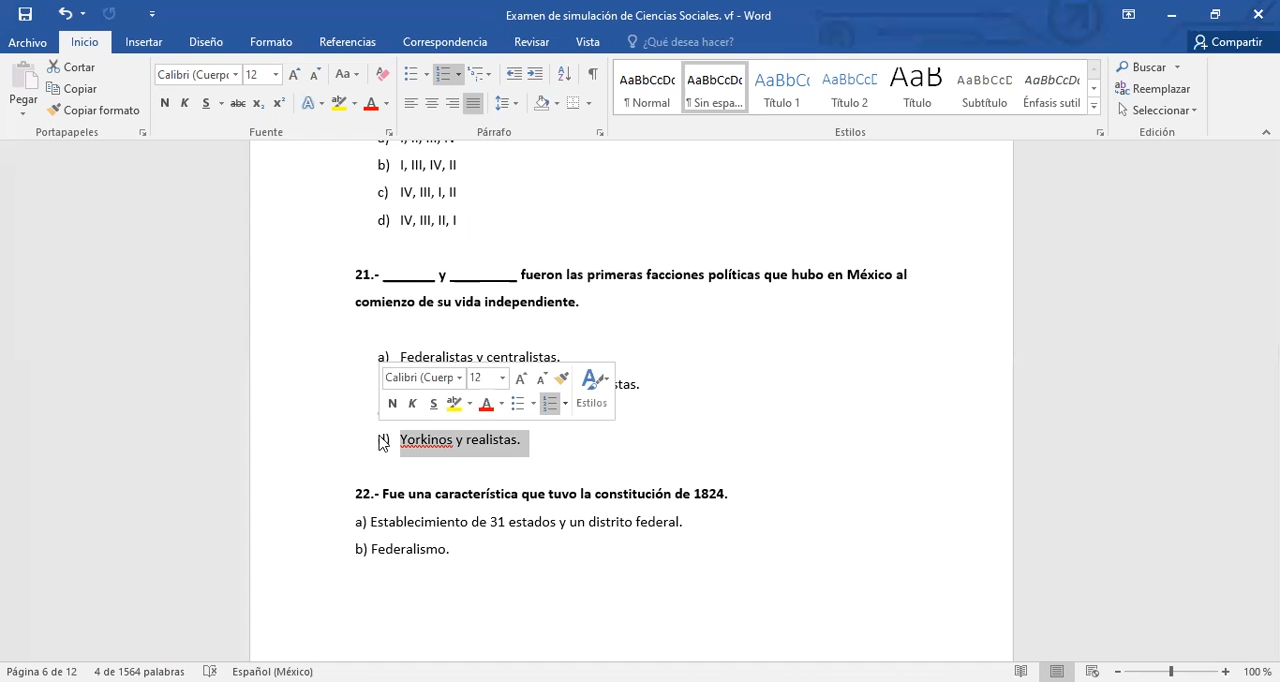 Examen de simulación de Ciencias Sociales. vf - Word
Archivo Inicio Insertar Diseño Formato Referencias Correspondencia Revisar Vista ¿Qué desea hacer? Compartir
Pegar Cortar
Copiar
Copiar formato
Portapapeles
Calibri (Cuerpo 12
Aa
N K S abc x₂ x²
Fuente
Párrafo
AaBbCcDc AaBbCcDc AaBbCc AaBbCcD AaB AaBbCcD AaBbCcDc
¶ Normal ¶ Sin espa... Título 1 Título 2 Título Subtítulo Énfasis sutil
Estilos
Buscar
Reemplazar
Seleccionar
Edición
b) I, III, IV, II
c) IV, III, I, II
d) IV, III, II, I
21.- _______ y _________ fueron las primeras facciones políticas que hubo en México al
comienzo de su vida independiente.
a) Federalistas y centralistas.
Calibri (Cuerp 12
stas.
N K S Estilos
Yorkinos y realistas.
22.- Fue una característica que tuvo la constitución de 1824.
a) Establecimiento de 31 estados y un distrito federal.
b) Federalismo.
Página 6 de 12 4 de 1564 palabras Español (México) 100 %